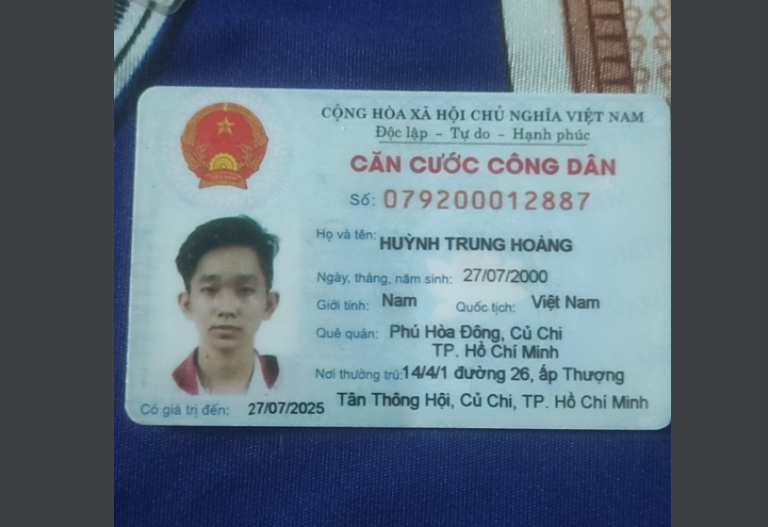 CỘNG HÒA XÃ HỘI CHỦ NGHĨA VIỆT NAM
Độc lập – Tự do – Hạnh phúc
CĂN CƯỚC CÔNG DÂN
Số: 079200012887
Họ và tên: HUỲNH TRUNG HOÀNG
Ngày, tháng, năm sinh: 27/07/2000
Giới tính: Nam Quốc tịch: Việt Nam
Quê quán: Phú Hòa Đông, Củ Chi
TP. Hồ Chí Minh
Nơi thường trú: 14/4/1 đường 26, ấp Thượng
Tân Thông Hội, Củ Chi, TP. Hồ Chí Minh
Có giá trị đến: 27/07/2025